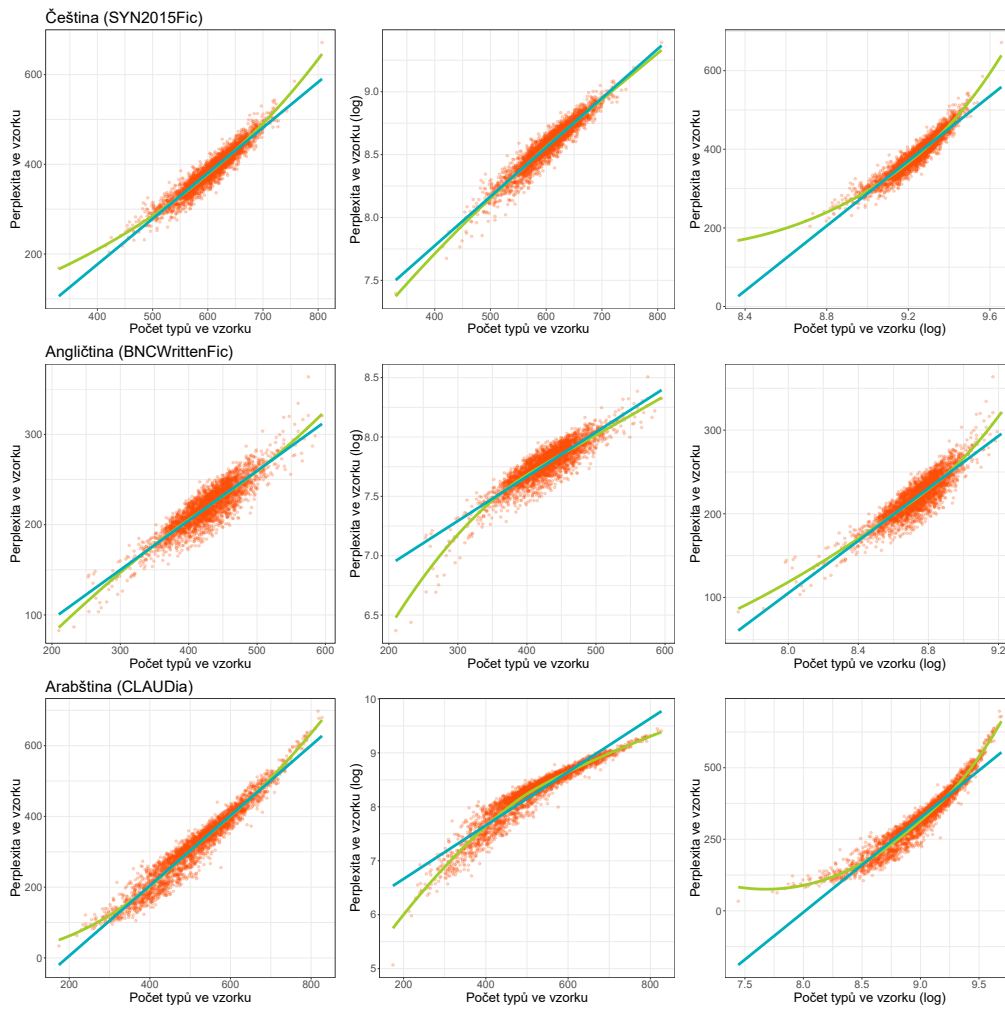 Čeština (SYN2015Fic)
Perplexita ve vzorku
600
400
200
400 500 600 700 800
Počet typů ve vzorku
Perplexita ve vzorku (log)
9.0
8.5
8.0
7.5
400 500 600 700 800
Počet typů ve vzorku
Perplexita ve vzorku
600
400
200
0
8.4 8.8 9.2 9.6
Počet typů ve vzorku (log)
Angličtina (BNCWrittenFic)
Perplexita ve vzorku
300
200
100
200 300 400 500 600
Počet typů ve vzorku
Perplexita ve vzorku (log)
8.5
8.0
7.5
7.0
6.5
200 300 400 500 600
Počet typů ve vzorku
Perplexita ve vzorku
300
200
100
8.0 8.4 8.8 9.2
Počet typů ve vzorku (log)
Arabština (CLAUDia)
Perplexita ve vzorku
600
400
200
0
200 400 600 800
Počet typů ve vzorku
Perplexita ve vzorku (log)
10
9
8
7
6
5
200 400 600 800
Počet typů ve vzorku
Perplexita ve vzorku
500
250
0
7.5 8.0 8.5 9.0 9.5
Počet typů ve vzorku (log)